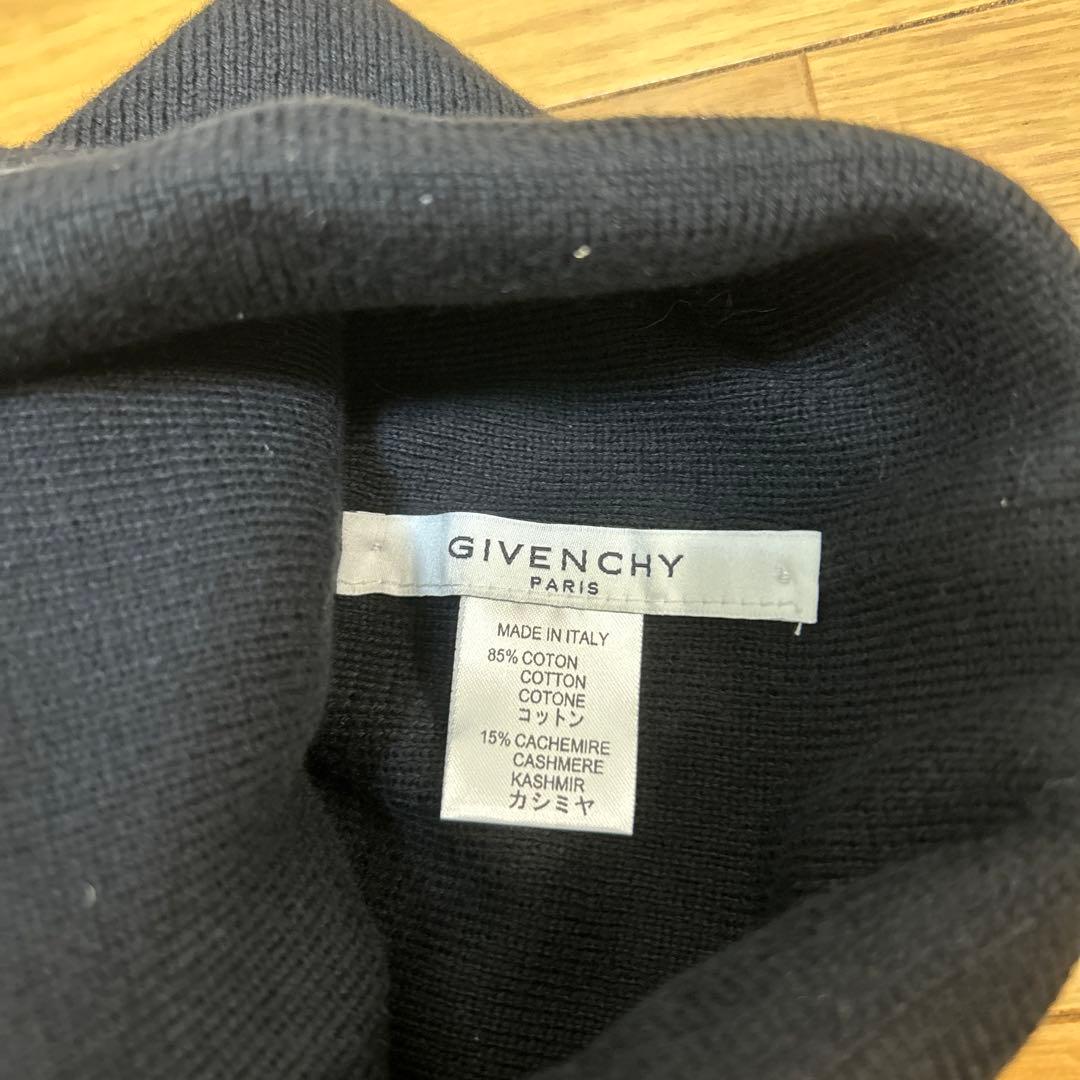 GIVENCHY
PARIS
MADE IN ITALY
85% COTON
COTTON
COTONE
コットン
15% CACHEMIRE
CASHMERE
KASHMIR
カシミヤ